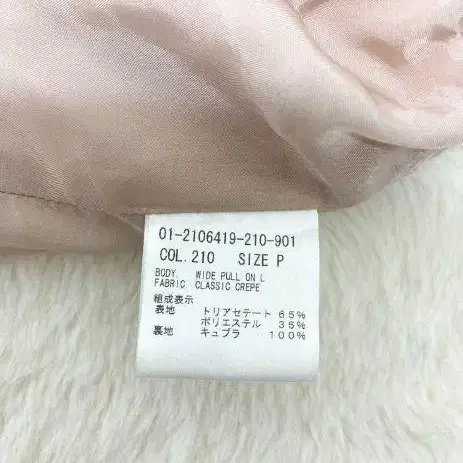 01-2106419-210-901
COL.210 SIZE P
BODY. WIDE PULL ON L
FABRIC CLASSIC CREPE
組成表示
表地 トリアセテート 65%
ポリエステル 35%
裏地 キュプラ 100%